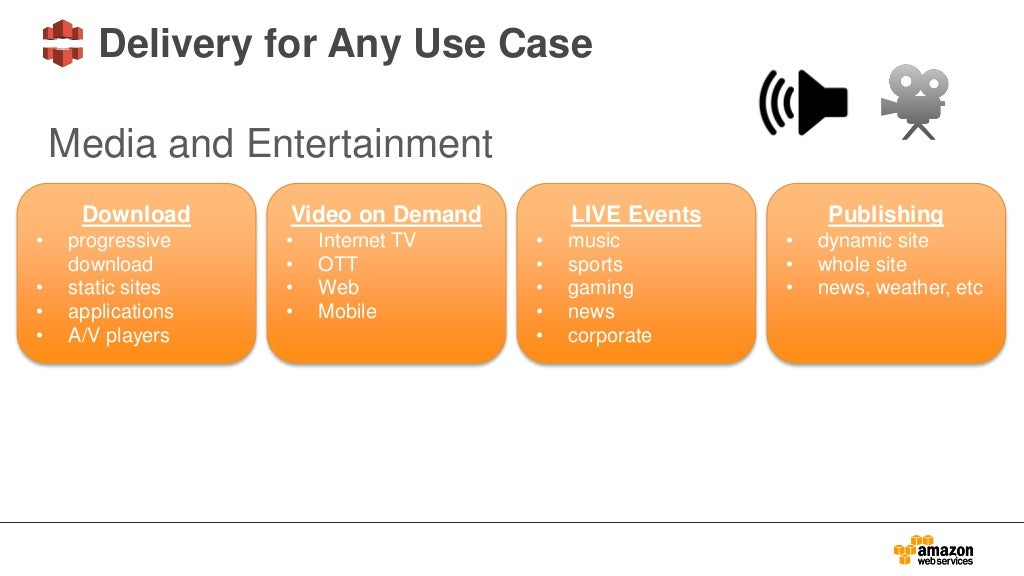 Delivery for Any Use Case
Media and Entertainment
Download
• progressive
download
• static sites
• applications
• A/V players
Video on Demand
• Internet TV
• OTT
• Web
• Mobile
LIVE Events
• music
• sports
• gaming
• news
• corporate
Publishing
• dynamic site
• whole site
• news, weather, etc
amazon
webservices